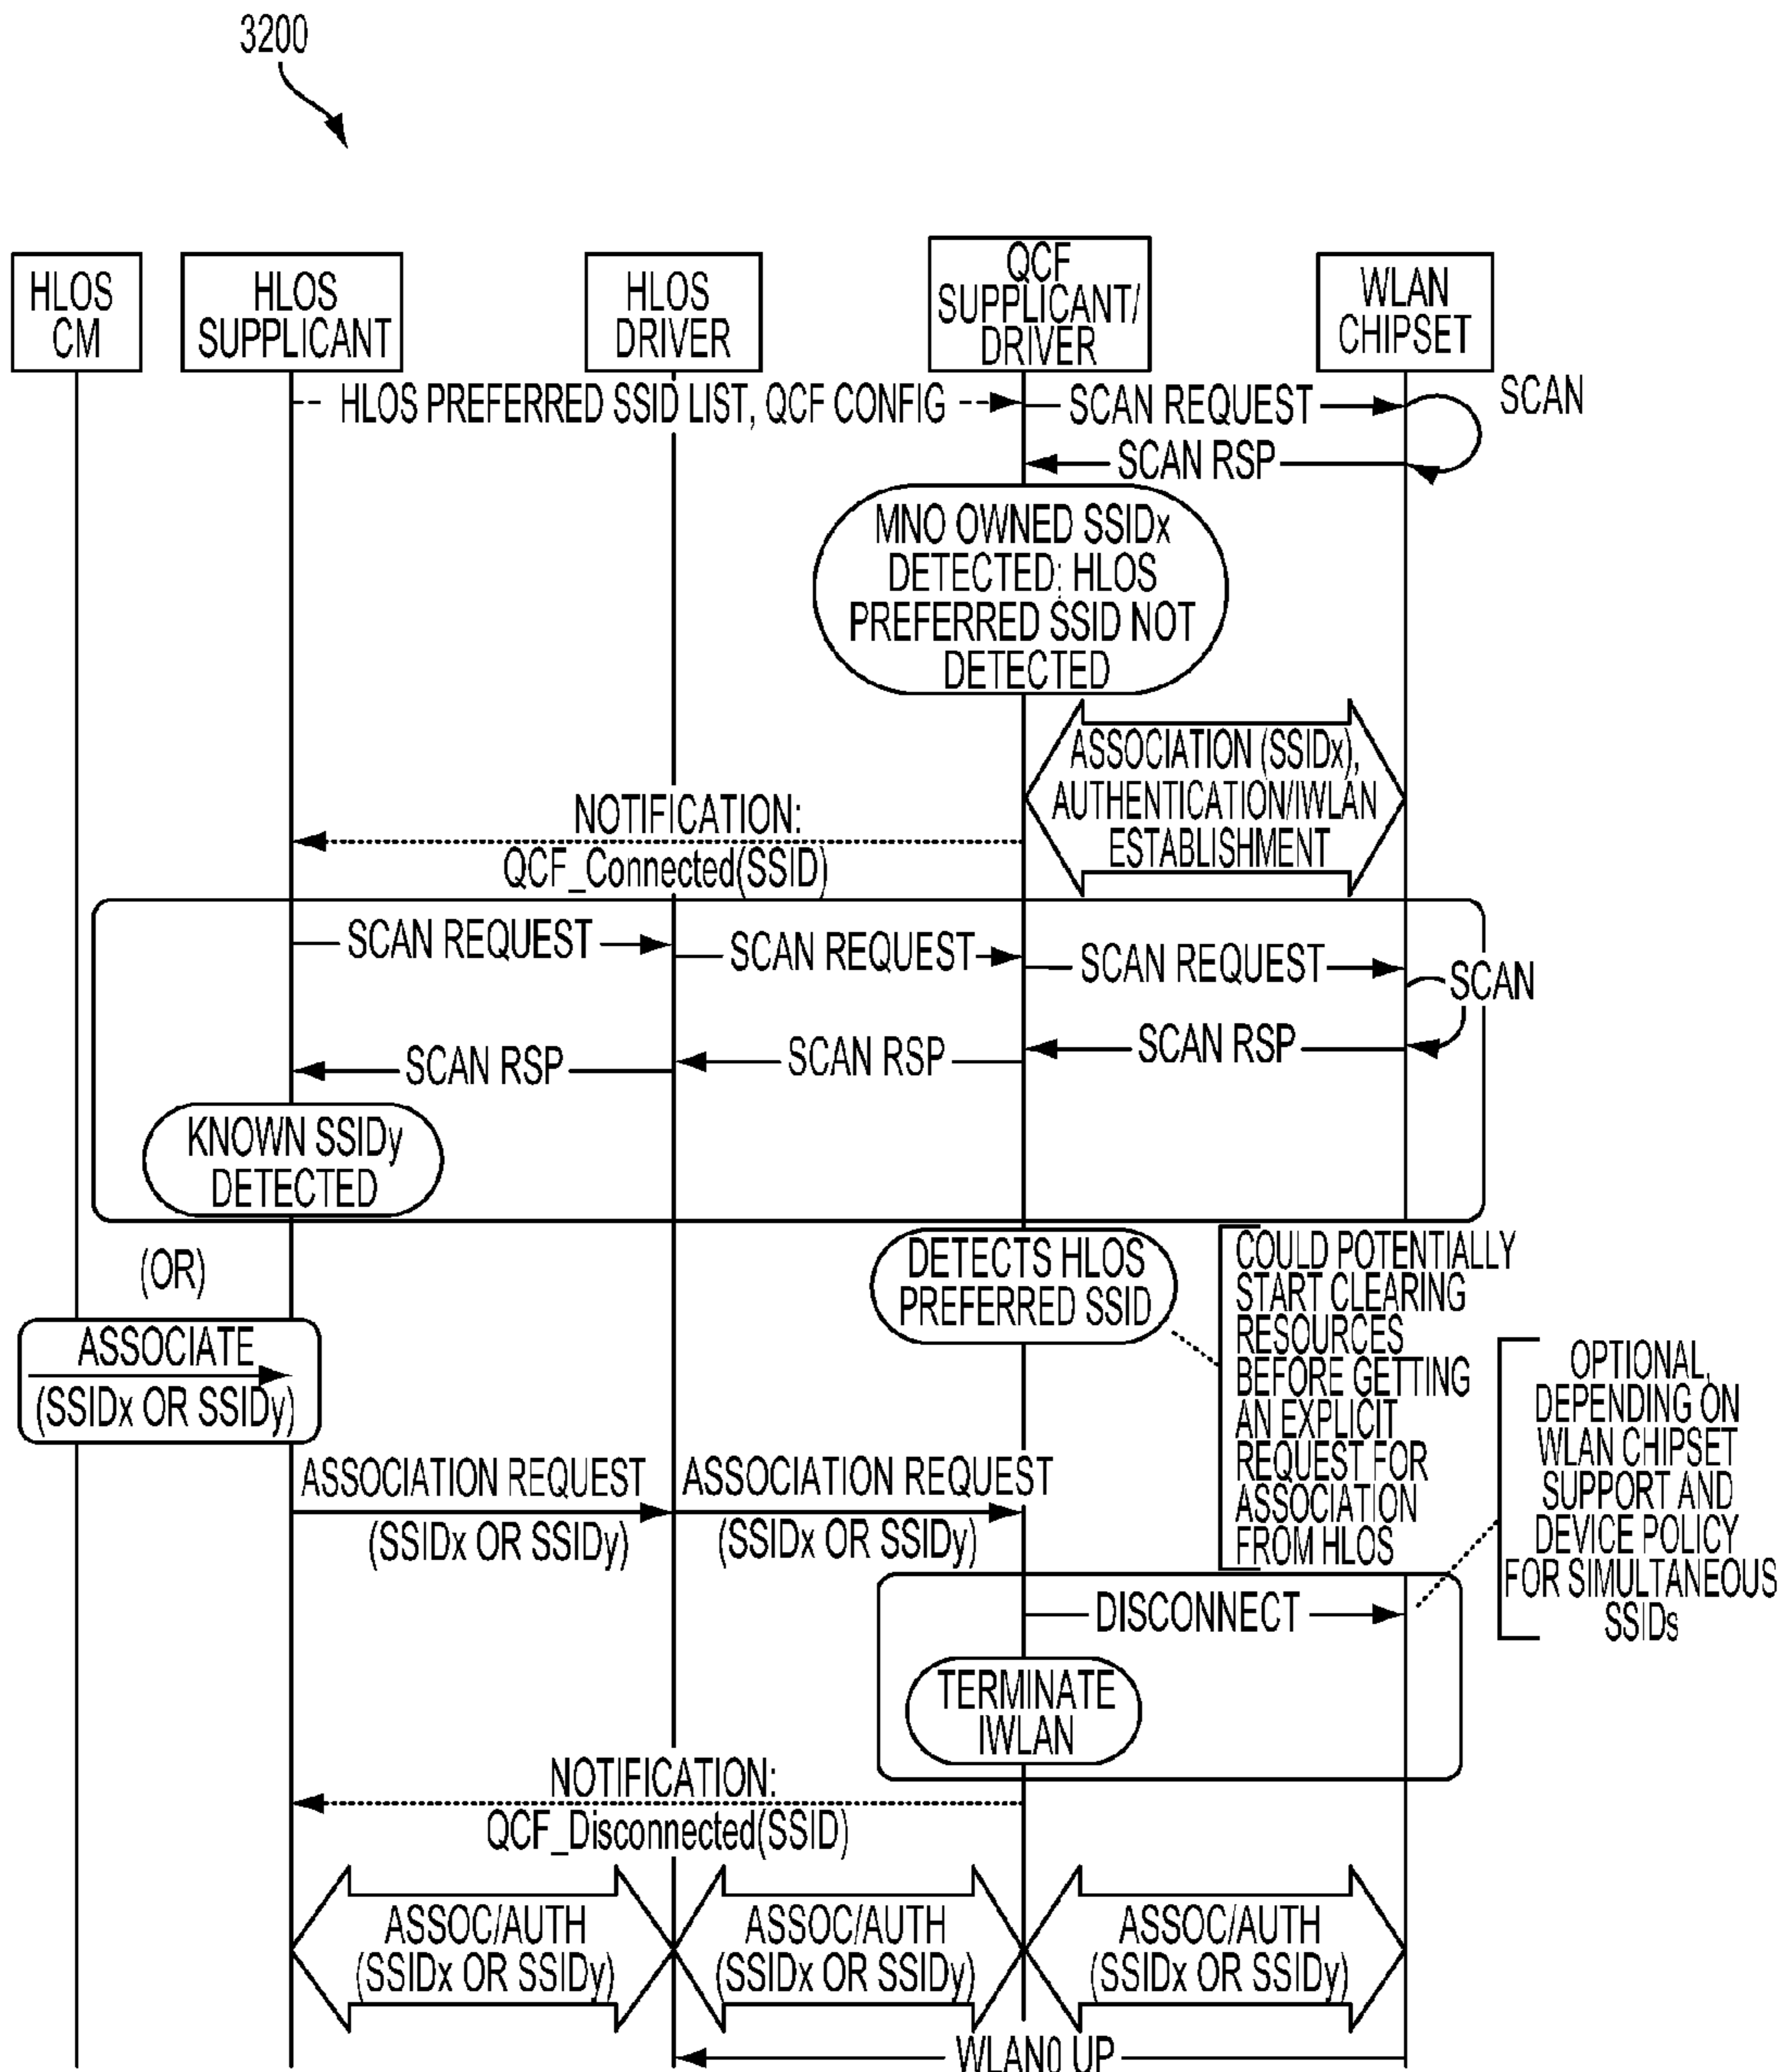 3200
HLOS
CM
HLOS
SUPPLICANT
HLOS
DRIVER
QCF
SUPPLICANT/
DRIVER
WLAN
CHIPSET
HLOS PREFERRED SSID LIST, QCF CONFIG
SCAN REQUEST
SCAN
SCAN RSP
MNO OWNED SSIDx
DETECTED; HLOS
PREFERRED SSID NOT
DETECTED
ASSOCIATION (SSIDx),
AUTHENTICATION/IWLAN
ESTABLISHMENT
NOTIFICATION:
QCF_Connected(SSID)
SCAN REQUEST
SCAN REQUEST
SCAN REQUEST
SCAN
SCAN RSP
SCAN RSP
SCAN RSP
KNOWN SSIDy
DETECTED
(OR)
DETECTS HLOS
PREFERRED SSID
COULD POTENTIALLY
START CLEARING
RESOURCES
BEFORE GETTING
AN EXPLICIT
REQUEST FOR
ASSOCIATION
FROM HLOS
OPTIONAL,
DEPENDING ON
WLAN CHIPSET
SUPPORT AND
DEVICE POLICY
FOR SIMULTANEOUS
SSIDs
ASSOCIATE
(SSIDx OR SSIDy)
ASSOCIATION REQUEST
(SSIDx OR SSIDy)
ASSOCIATION REQUEST
(SSIDx OR SSIDy)
DISCONNECT
TERMINATE
IWLAN
NOTIFICATION:
QCF_Disconnected(SSID)
ASSOC/AUTH
(SSIDx OR SSIDy)
ASSOC/AUTH
(SSIDx OR SSIDy)
ASSOC/AUTH
(SSIDx OR SSIDy)
WLAN0 UP